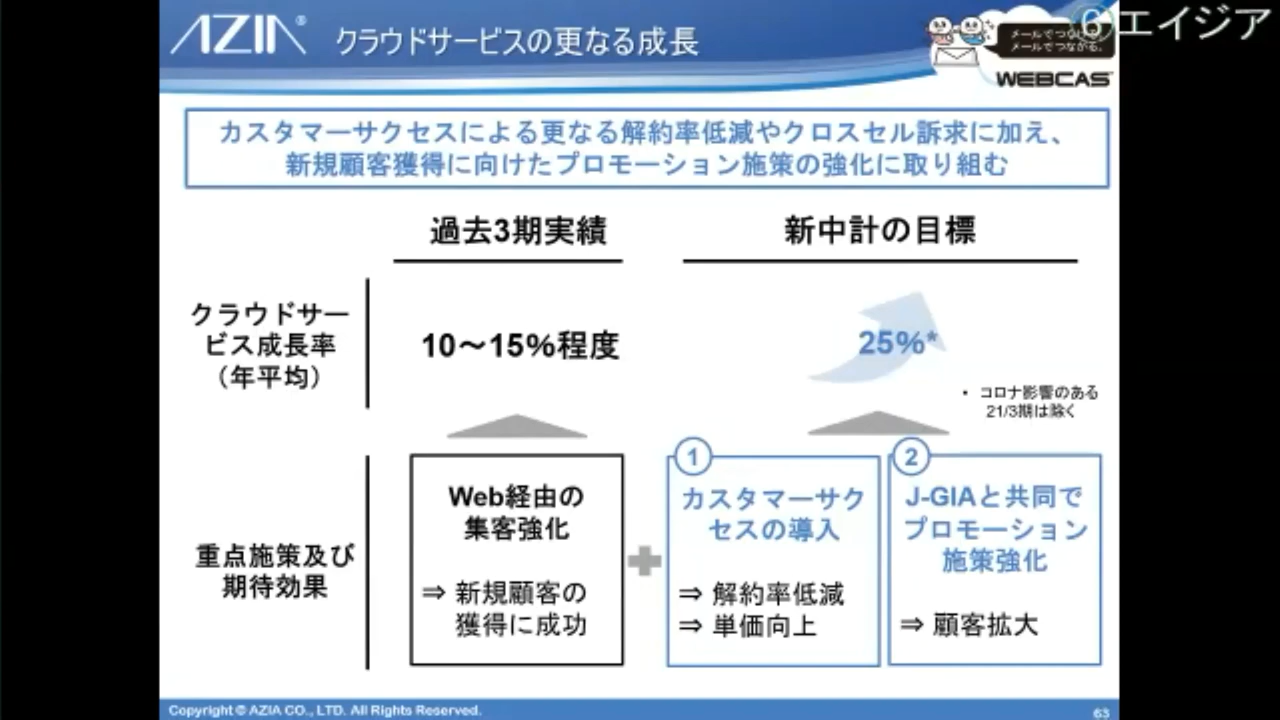 AZIA®
クラウドサービスの更なる成長
⑥エイジア
メールでつながる。
WEBCAS
カスタマーサクセスによる更なる解約率低減やクロスセル訴求に加え、
新規顧客獲得に向けたプロモーション施策の強化に取り組む
過去3期実績
新中計の目標
クラウドサー
ビス成長率
（年平均）
10～15%程度
25%*
• コロナ影響のある
21/3期は除く
重点施策及び
期待効果
Web経由の
集客強化
⇒ 新規顧客の
獲得に成功
1
カスタマーサク
セスの導入
⇒ 解約率低減
⇒ 単価向上
2
J-GIAと共同で
プロモーション
施策強化
⇒ 顧客拡大
Copyright © AZIA CO., LTD. All Rights Reserved.
63